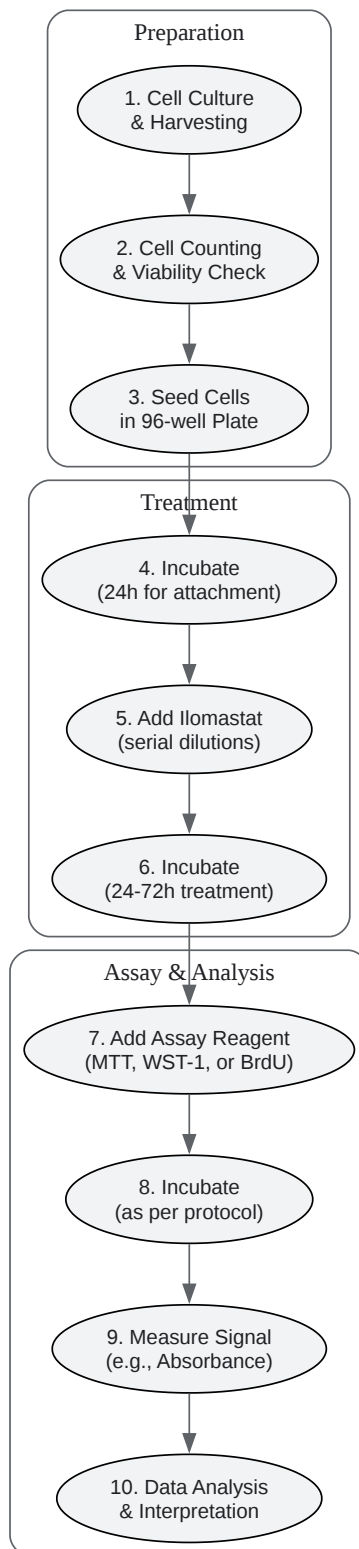 Preparation
1. Cell Culture
& Harvesting
2. Cell Counting
& Viability Check
3. Seed Cells
in 96-well Plate
Treatment
4. Incubate
(24h for attachment)
5. Add Ilomastat
(serial dilutions)
6. Incubate
(24-72h treatment)
Assay & Analysis
7. Add Assay Reagent
(MTT, WST-1, or BrdU)
8. Incubate
(as per protocol)
9. Measure Signal
(e.g., Absorbance)
10. Data Analysis
& Interpretation